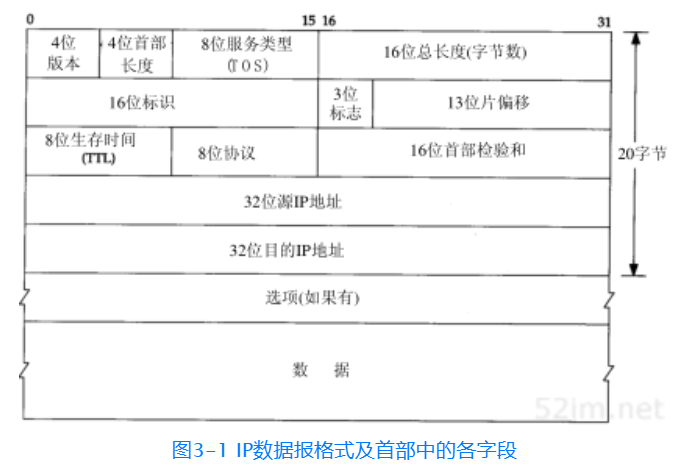 0 15 16 31
4位 4位首部 8位服务类型 16位总长度(字节数)
版本 长度 (TOS)
16位标识 3位 13位片偏移
标志
8位生存时间 8位协议 16位首部检验和 20字节
(TTL)
32位源IP地址
32位目的IP地址
选项(如果有)
数 据
52im.net
图3-1 IP数据报格式及首部中的各字段